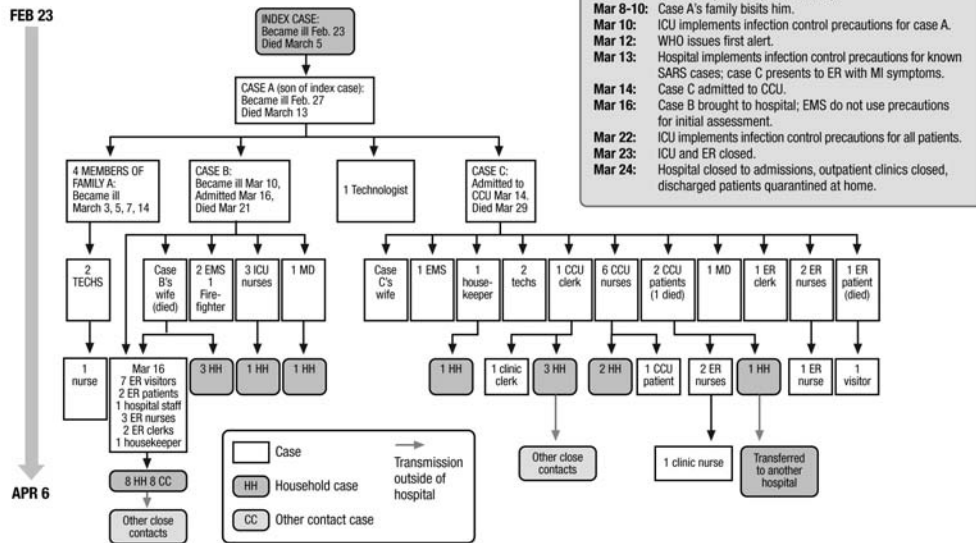 FEB 23
INDEX CASE:
Became ill Feb. 23
Died March 5
Mar 8-10: Case A's family bisits him.
Mar 10: ICU implements infection control precautions for case A.
Mar 12: WHO issues first alert.
Mar 13: Hospital implements infection control precautions for known
SARS cases; case C presents to ER with MI symptoms.
Mar 14: Case C admitted to CCU.
Mar 16: Case B brought to hospital; EMS do not use precautions
for initial assessment.
Mar 22: ICU implements infection control precautions for all patients.
Mar 23: ICU and ER closed.
Mar 24: Hospital closed to admissions, outpatient clinics closed,
discharged patients quarantined at home.
CASE A (son of index case):
Became ill Feb. 27
Died March 13
4 MEMBERS OF
FAMILY A:
Became ill
March 3, 5, 7, 14
CASE B:
Became ill Mar 10,
Admitted Mar 16,
Died Mar 21
1 Technologist
CASE C:
Admitted to
CCU Mar 14.
Died Mar 29
2
TECHS
Case
B's
wife
(died)
2 EMS
1
Fire-
fighter
3 ICU
nurses
1 MD
Case
C's
wife
1 EMS
1
house-
keeper
2
techs
1 CCU
clerk
6 CCU
nurses
2 CCU
patients
(1 died)
1 MD
1 ER
clerk
2 ER
nurses
1 ER
patient
(died)
1
nurse
Mar 16
7 ER visitors
2 ER patients
1 hospital staff
3 ER nurses
2 ER clerks
1 housekeeper
3 HH
1 HH
1 HH
1 HH
1 clinic
clerk
3 HH
2 HH
1 CCU
patient
2 ER
nurses
1 HH
1 ER
nurse
1
visitor
8 HH 8 CC
Other close
contacts
Other close
contacts
1 clinic nurse
Transferred
to another
hospital
Case
HH
Household case
CC
Other contact case
Transmission
outside of
hospital
APR 6